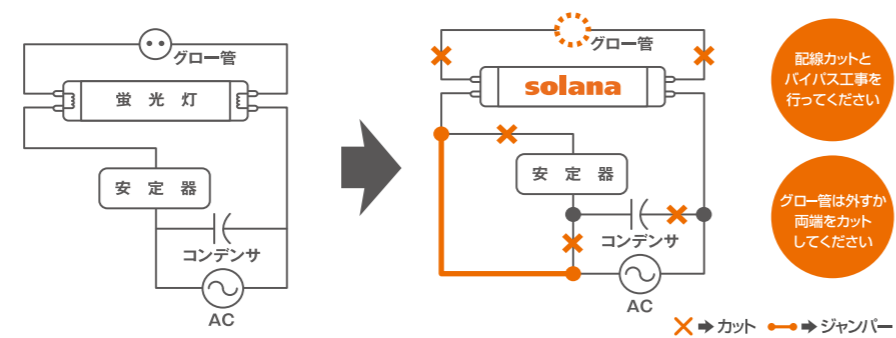 グロー管
蛍光灯
安定器
コンデンサ
AC
グロー管
solana
安定器
コンデンサ
AC
配線カットと
バイパス工事を
行ってください
グロー管は外すか
両端をカット
してください
カット
ジャンパー